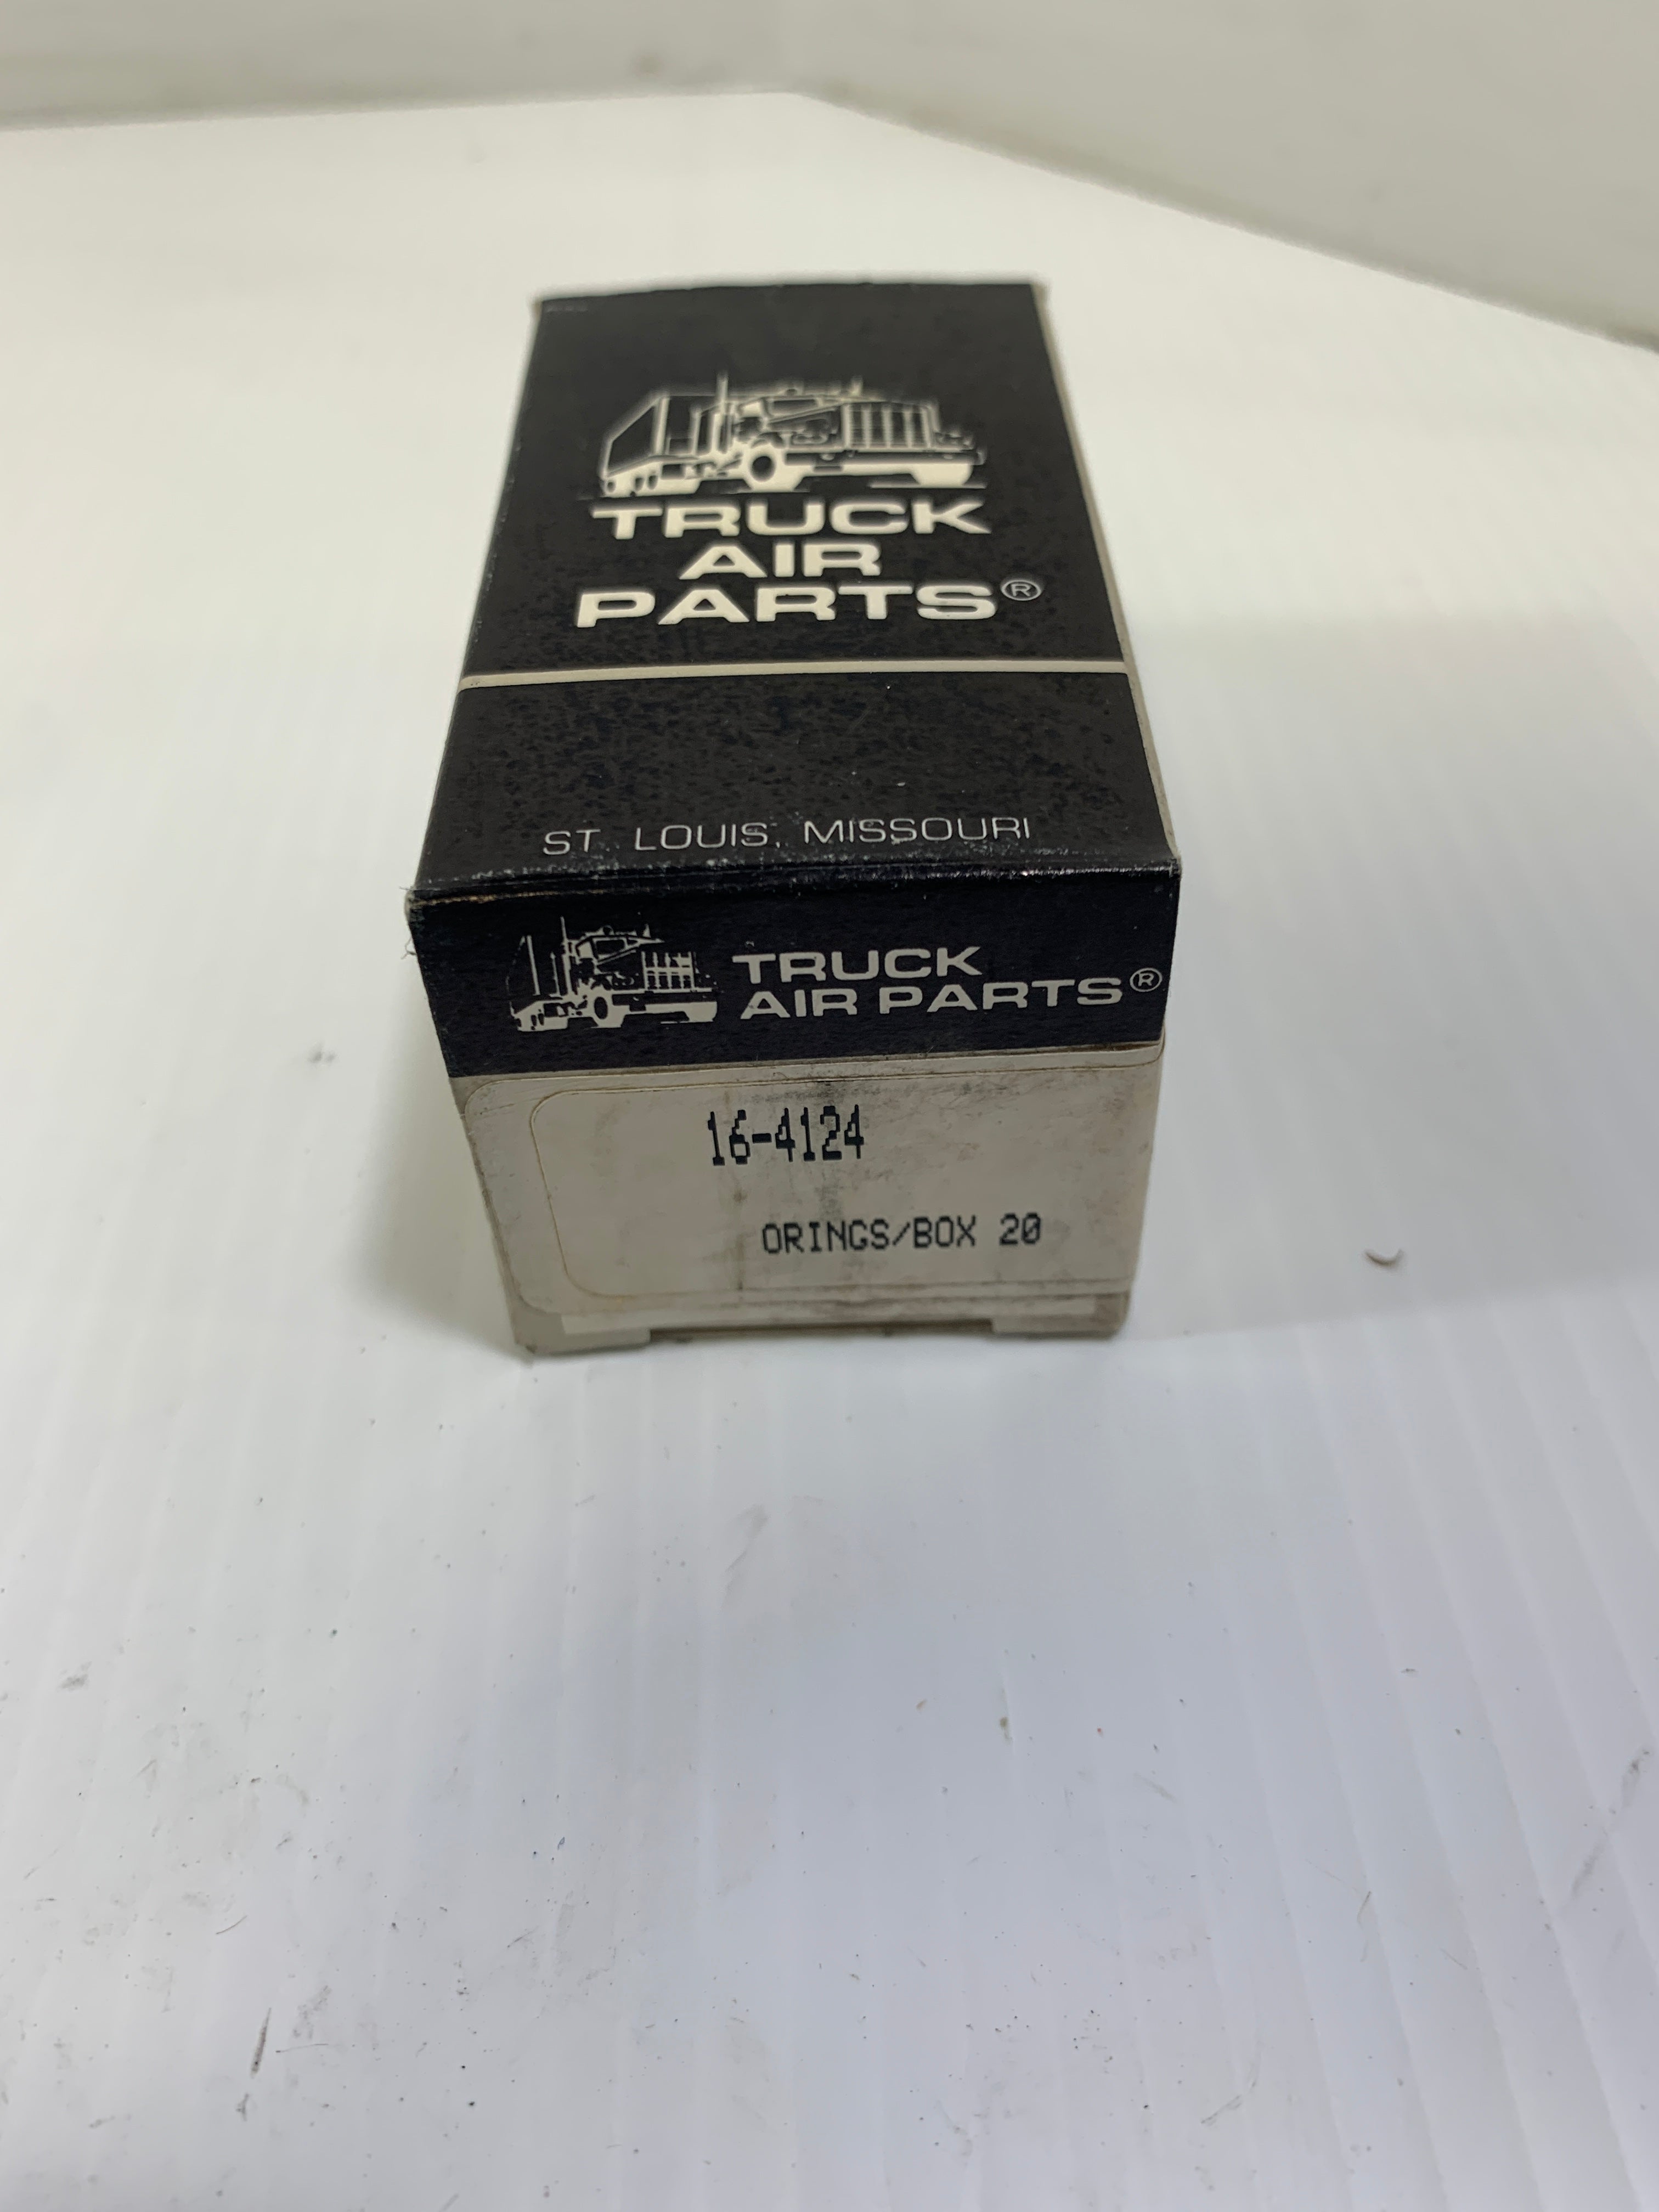 TRUCK
AIR
PARTS®
ST. LOUIS, MISSOURI
TRUCK
AIR PARTS®
16-4124
ORINGS/BOX 20